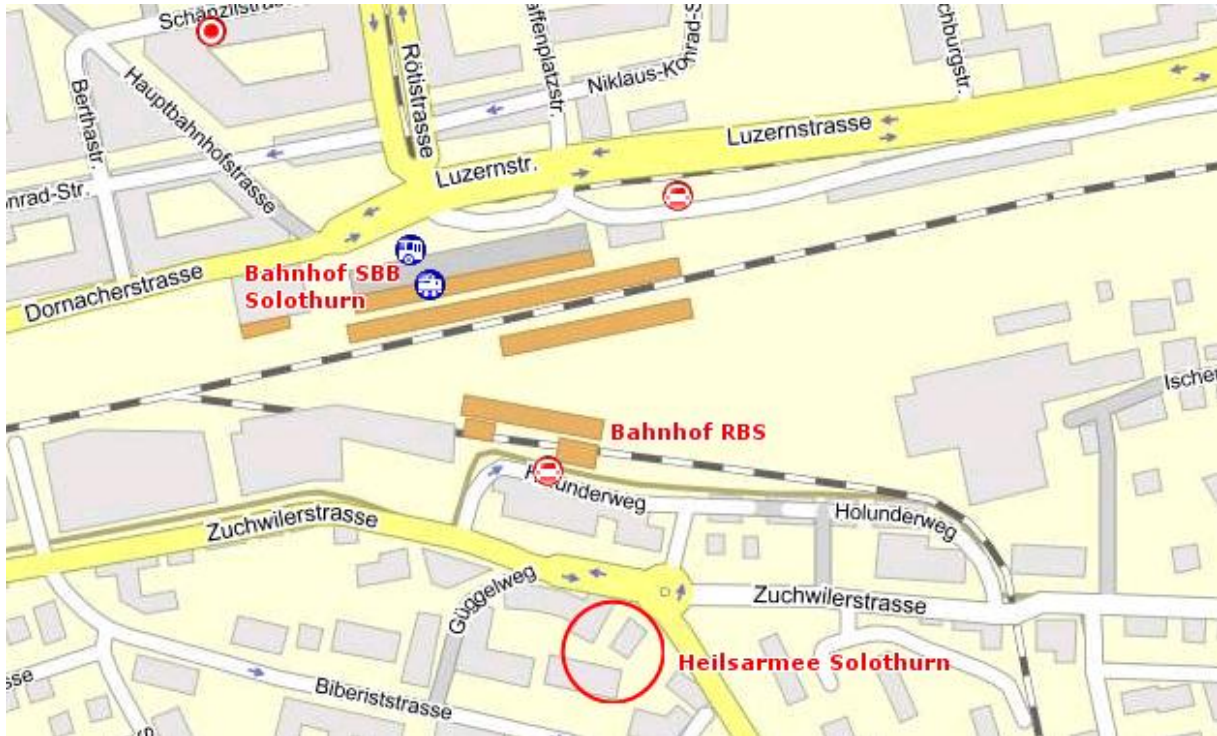 Schänzlistrasse
Rötistrasse
Niklaus-Konrad-S
Luzernstrasse
Hauptbahnhofstrasse
Berthastr.
Luzernstr.
Dornacherstrasse
Bahnhof SBB
Solothurn
Bahnhof RBS
Holunderweg
Holunderweg
Zuchwilerstrasse
Zuchwilerstrasse
Güggelweg
Heilsarmee Solothurn
Biberiststrasse